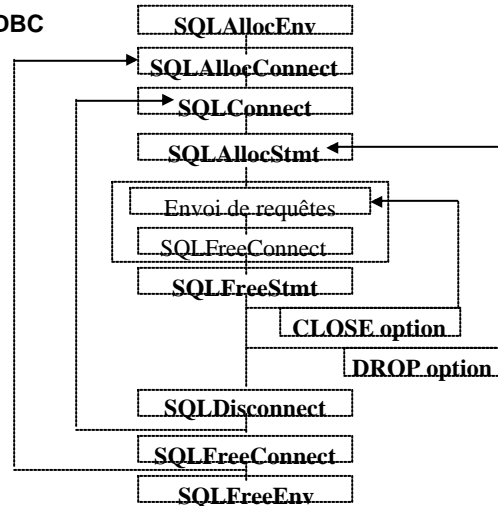 DBC
SQLAllocEnv
SQLAllocConnect
SQLConnect
SQLAllocStmt
Envoi de requêtes
SQLFreeConnect
SQLFreeStmt
CLOSE option
DROP option
SQLDisconnect
SQLFreeConnect
SQLFreeEnv